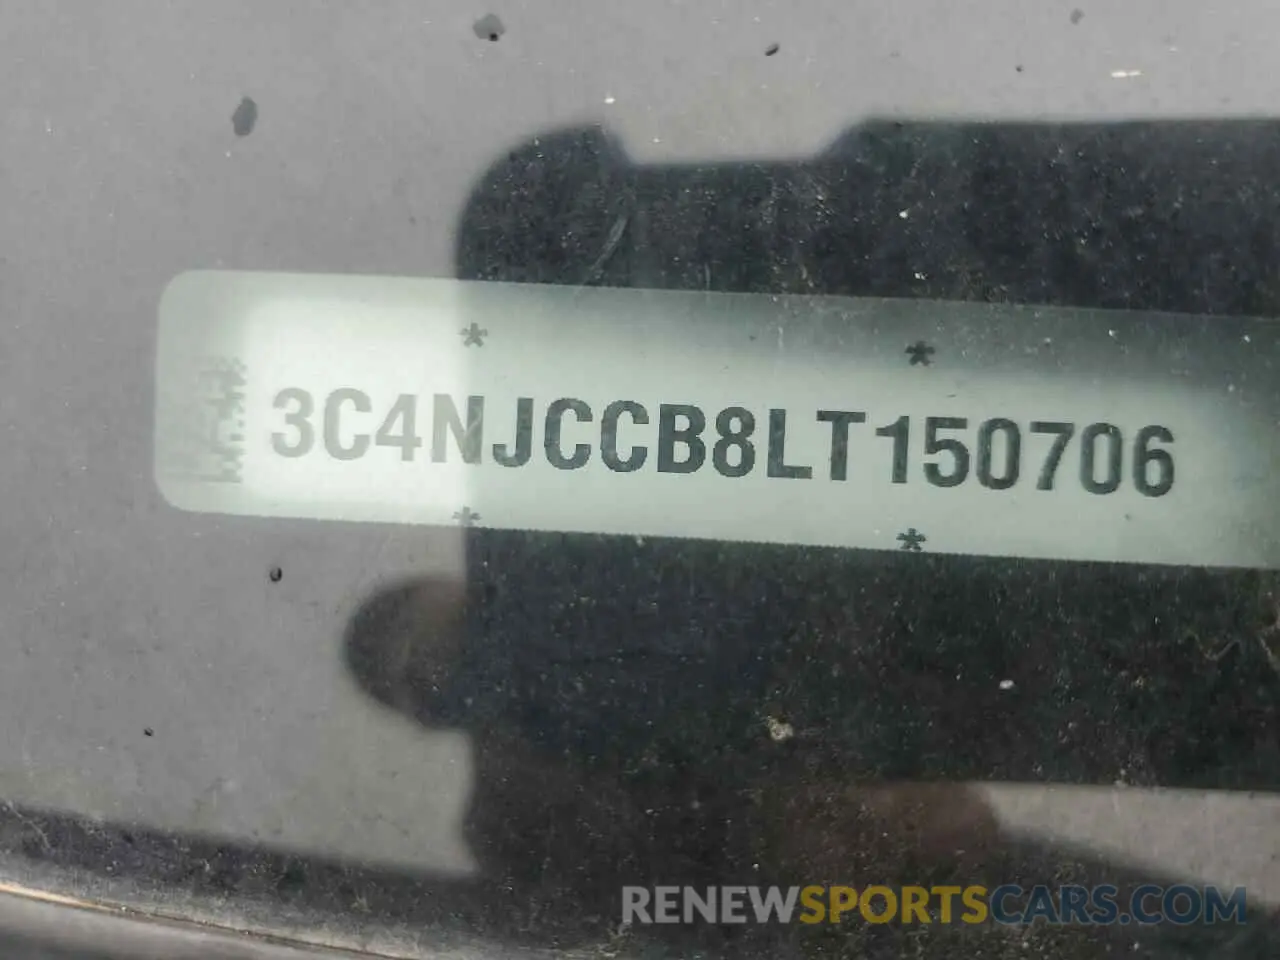 * *
3C4NJCCB8LT150706
* *
RENEWSPORTSCARS.COM